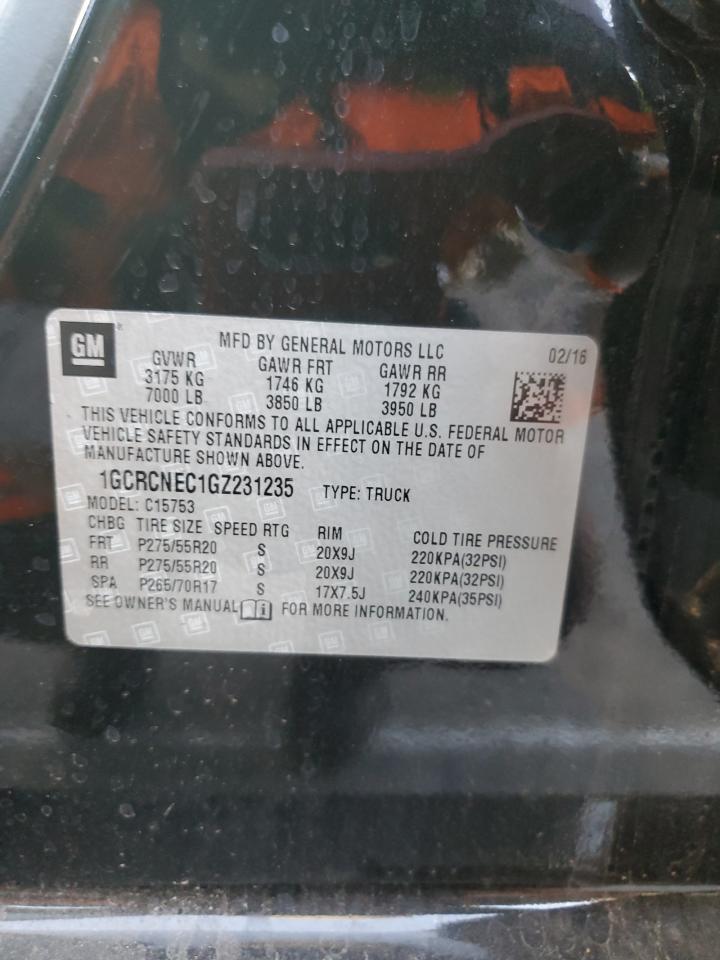 GM
MFD BY GENERAL MOTORS LLC 02/16
GVWR GAWR FRT GAWR RR
3175 KG 1746 KG 1792 KG
7000 LB 3850 LB 3950 LB
THIS VEHICLE CONFORMS TO ALL APPLICABLE U.S. FEDERAL MOTOR
VEHICLE SAFETY STANDARDS IN EFFECT ON THE DATE OF
MANUFACTURE SHOWN ABOVE.
1GCRCNEC1GZ231235 TYPE: TRUCK
MODEL: C15753
CHBG TIRE SIZE SPEED RTG RIM COLD TIRE PRESSURE
FRT P275/55R20 S 20X9J 220KPA(32PSI)
RR P275/55R20 S 20X9J 220KPA(32PSI)
SPA P265/70R17 S 17X7.5J 240KPA(35PSI)
SEE OWNER'S MANUAL FOR MORE INFORMATION.